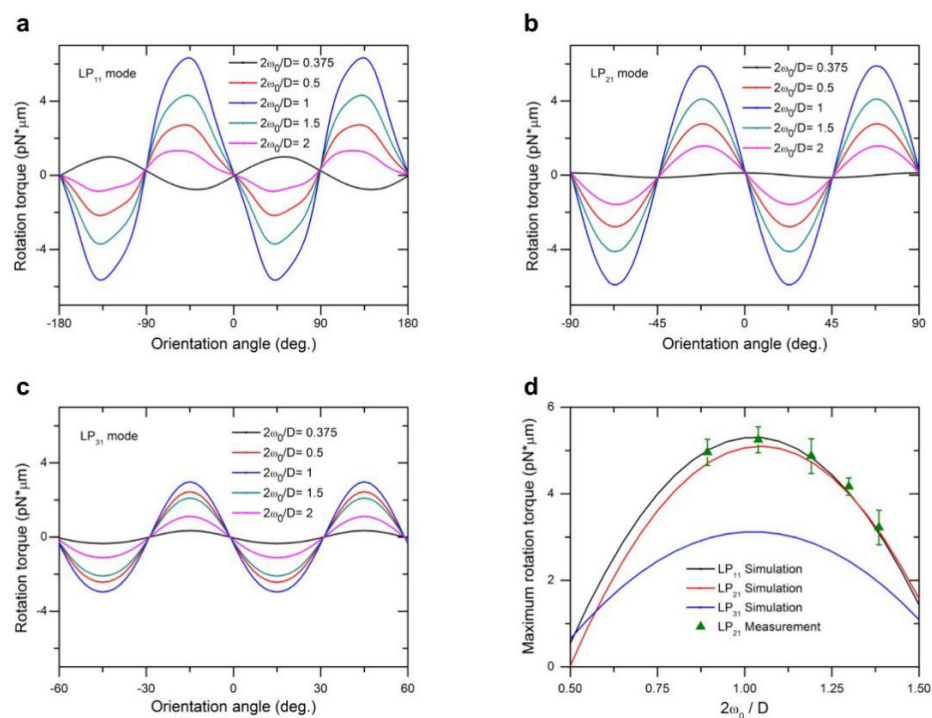 a
LP₁₁ mode
2ω₀/D= 0.375
2ω₀/D= 0.5
2ω₀/D= 1
2ω₀/D= 1.5
2ω₀/D= 2
Rotation torque (pN*μm)
4
0
-4
-180 -90 0 90 180
Orientation angle (deg.)
b
LP₂₁ mode
2ω₀/D= 0.375
2ω₀/D= 0.5
2ω₀/D= 1
2ω₀/D= 1.5
2ω₀/D= 2
Rotation torque (pN*μm)
4
0
-4
-90 -45 0 45 90
Orientation angle (deg.)
c
LP₃₁ mode
2ω₀/D= 0.375
2ω₀/D= 0.5
2ω₀/D= 1
2ω₀/D= 1.5
2ω₀/D= 2
Rotation torque (pN*μm)
4
0
-4
-60 -30 0 30 60
Orientation angle (deg.)
d
Maximum rotation torque (pN*μm)
6
4
2
0
LP₁₁ Simulation
LP₂₁ Simulation
LP₃₁ Simulation
LP₂₁ Measurement
0.50 0.75 1.00 1.25 1.50
2ω₀ / D